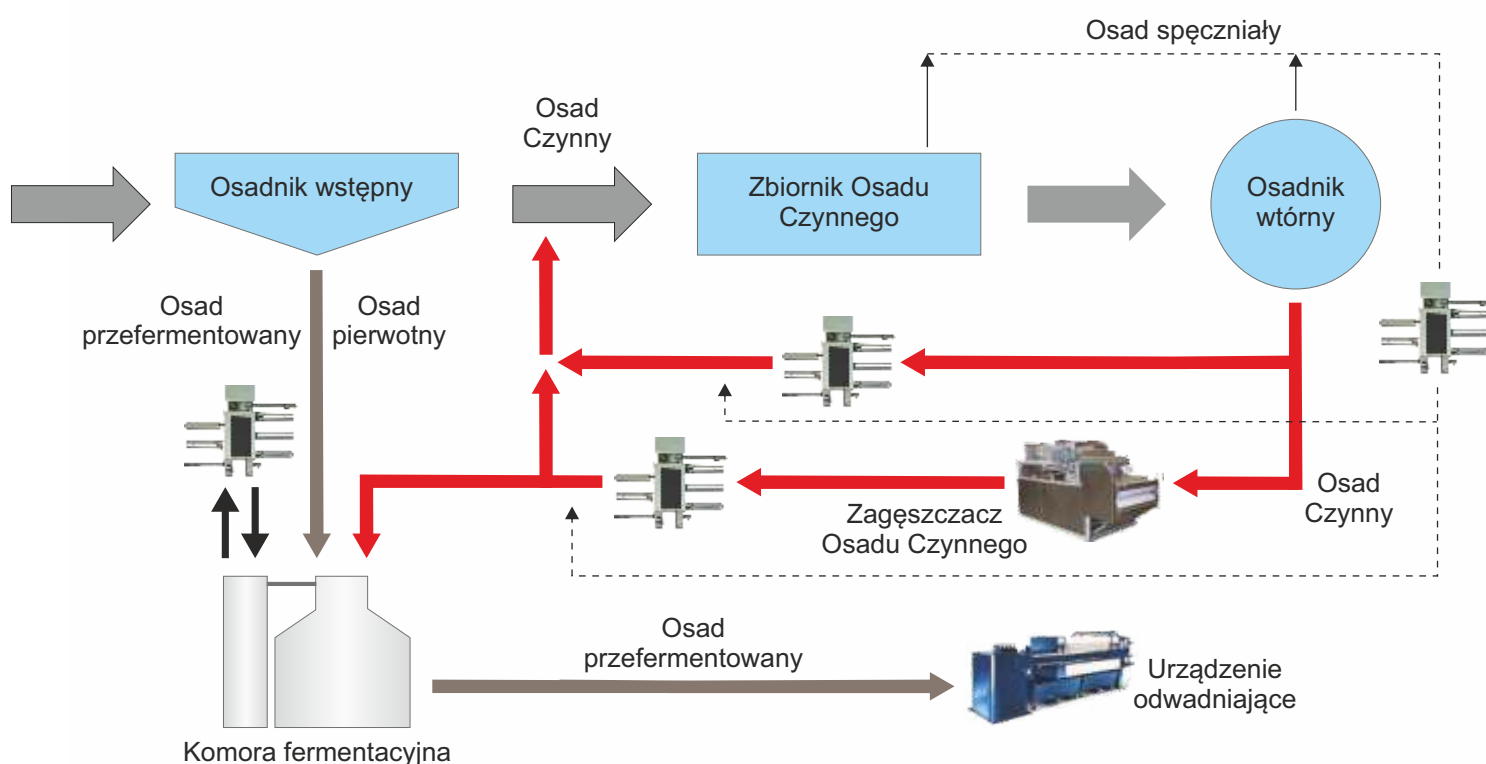 Osad spęczniały
Osad
Czynny
Osadnik wstępny
Zbiornik Osadu
Czynnego
Osadnik
wtórny
Osad
przefermentowany
Osad
pierwotny
Zagęszczacz
Osadu Czynnego
Osad
Czynny
Osad
przefermentowany
Urządzenie
odwadniające
Komora fermentacyjna